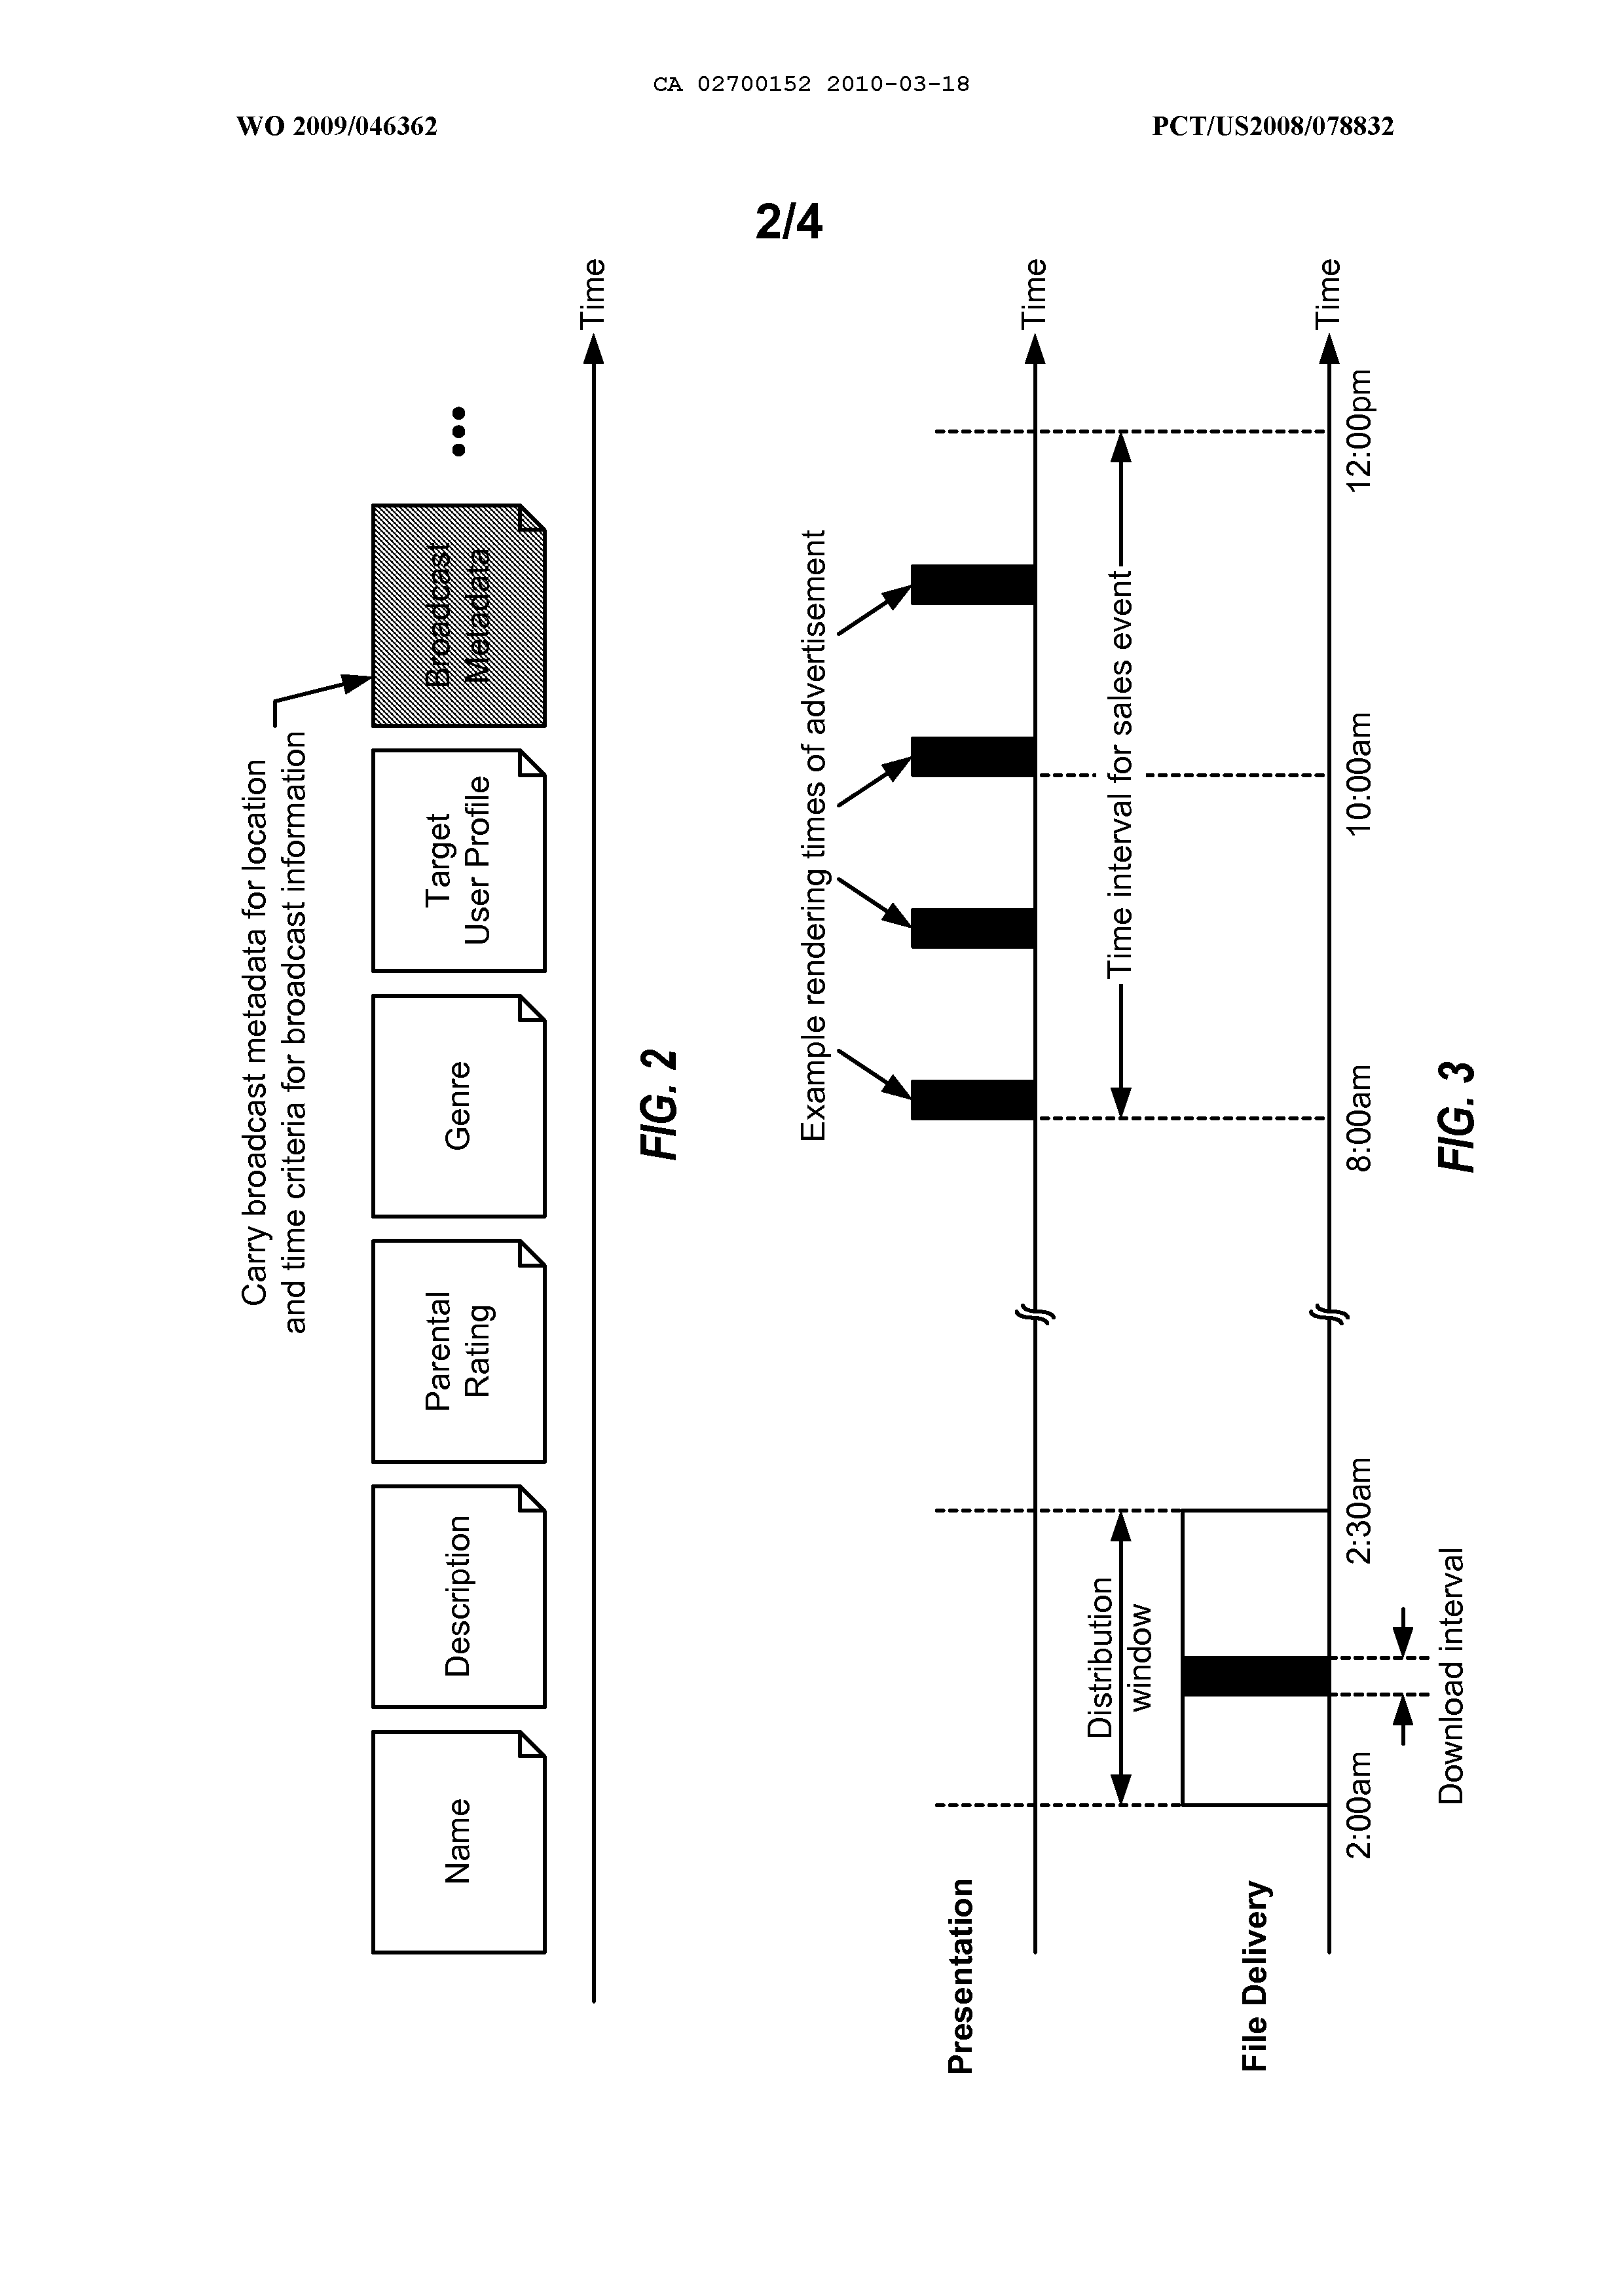 CA 02700152 2010-03-18
WO 2009/046362
PCT/US2008/078832
2/4
Carry broadcast metadata for location
and time criteria for broadcast information
Name
Description
Parental
Rating
Genre
Target
User Profile
Broadcast
Metadata
•••
Time
FIG. 2
Example rendering times of advertisement
Presentation
Time
Distribution
window
Time interval for sales event
File Delivery
Time
2:00am
2:30am
8:00am
10:00am
12:00pm
Download interval
FIG. 3